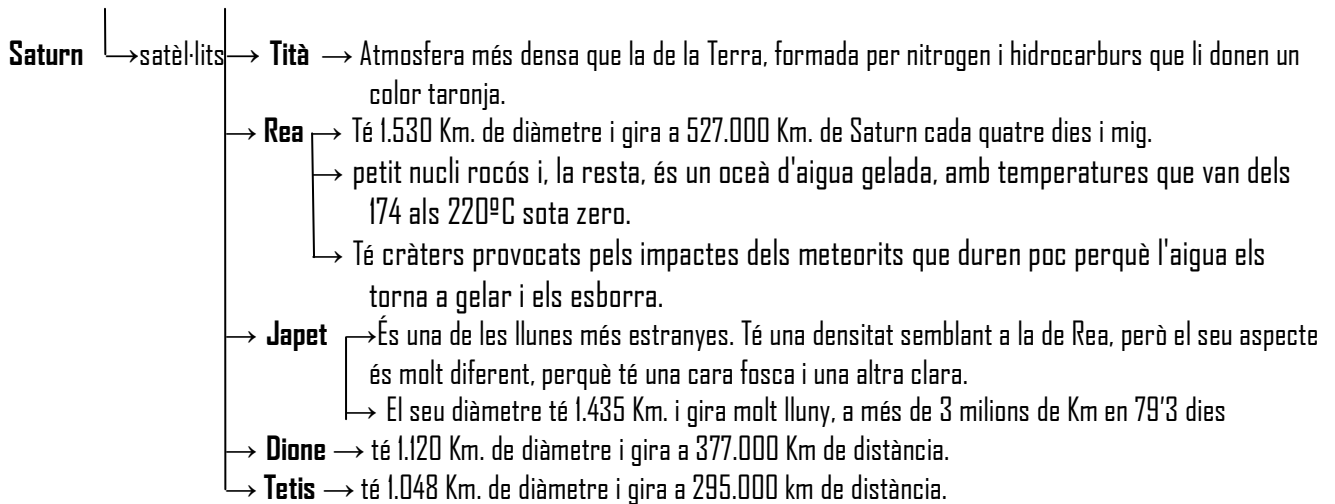 Saturn →satèl·lits→ Tità → Atmosfera més densa que la de la Terra, formada per nitrogen i hidrocarburs que li donen un
color taronja.
→ Rea → Té 1.530 Km. de diàmetre i gira a 527.000 Km. de Saturn cada quatre dies i mig.
→ petit nucli rocós i, la resta, és un oceà d'aigua gelada, amb temperatures que van dels
174 als 220ºC sota zero.
→ Té cràters provocats pels impactes dels meteorits que duren poc perquè l'aigua els
torna a gelar i els esborra.
→ Japet →És una de les llunes més estranyes. Té una densitat semblant a la de Rea, però el seu aspecte
és molt diferent, perquè té una cara fosca i una altra clara.
→ El seu diàmetre té 1.435 Km. i gira molt lluny, a més de 3 milions de Km en 79'3 dies
→ Dione → té 1.120 Km. de diàmetre i gira a 377.000 Km de distància.
→ Tetis → té 1.048 Km. de diàmetre i gira a 295.000 km de distància.